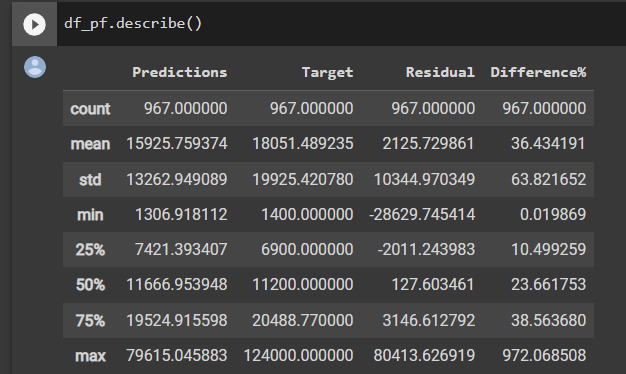 df_pf.describe()
Predictions Target Residual Difference%
count 967.000000 967.000000 967.000000 967.000000
mean 15925.759374 18051.489235 2125.729861 36.434191
std 13262.949089 19925.420780 10344.970349 63.821652
min 1306.918112 1400.000000 -28629.745414 0.019869
25% 7421.393407 6900.000000 -2011.243983 10.499259
50% 11666.953948 11200.000000 127.603461 23.661753
75% 19524.915598 20488.770000 3146.612792 38.563680
max 79615.045883 124000.000000 80413.626919 972.068508